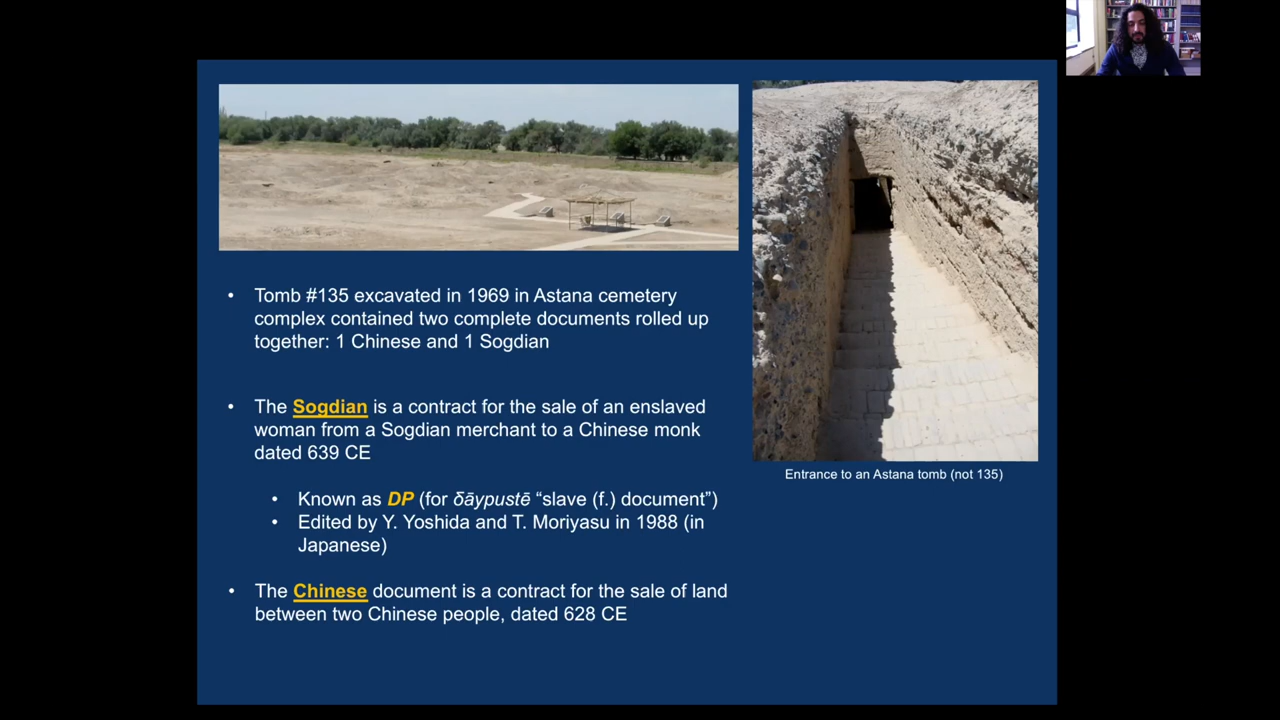 • Tomb #135 excavated in 1969 in Astana cemetery
complex contained two complete documents rolled up
together: 1 Chinese and 1 Sogdian
• The Sogdian is a contract for the sale of an enslaved
woman from a Sogdian merchant to a Chinese monk
dated 639 CE
• Known as DP (for δāypustē “slave (f.) document”)
• Edited by Y. Yoshida and T. Moriyasu in 1988 (in
Japanese)
• The Chinese document is a contract for the sale of land
between two Chinese people, dated 628 CE
Entrance to an Astana tomb (not 135)